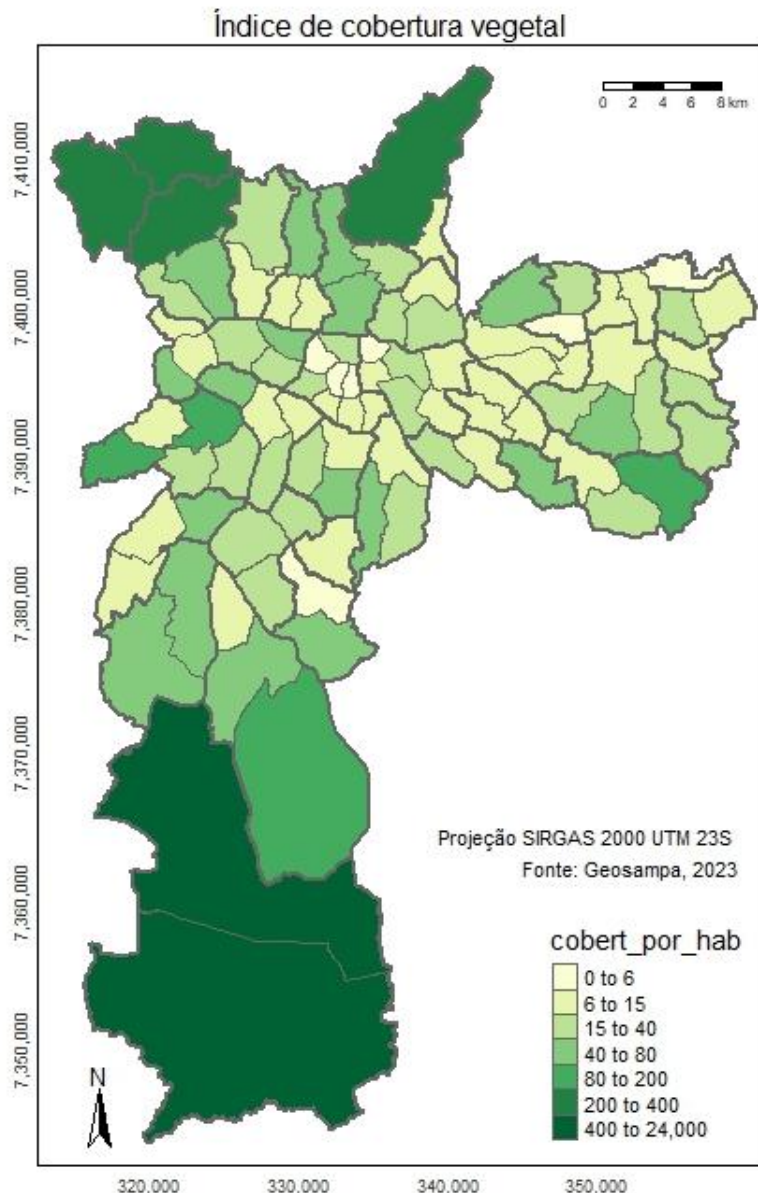 Índice de cobertura vegetal
0 2 4 6 8 km
7,410,000
7,400,000
7,390,000
7,380,000
7,370,000
7,360,000
7,350,000
Projeção SIRGAS 2000 UTM 23S
Fonte: Geosampa, 2023
cobert_por_hab
0 to 6
6 to 15
15 to 40
40 to 80
80 to 200
200 to 400
400 to 24,000
N
320,000 330,000 340,000 350,000